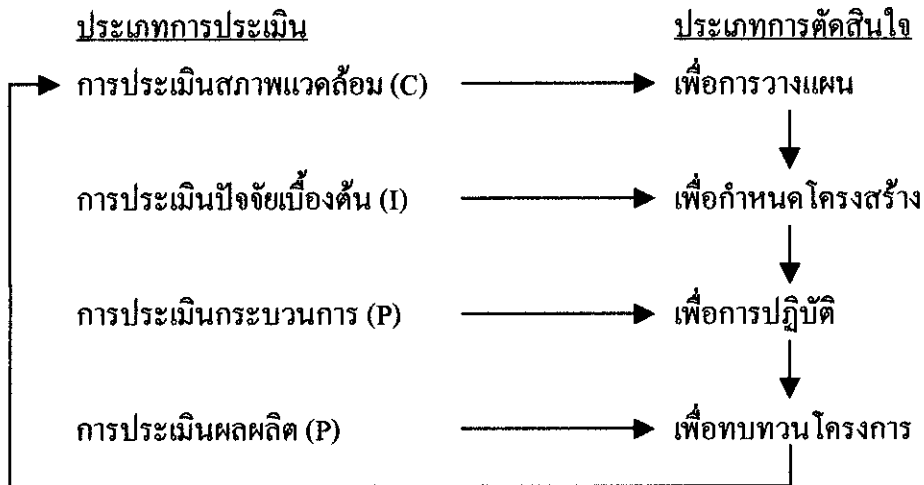 ประเภทการประเมิน ประเภทการตัดสินใจ
การประเมินสภาพแวดล้อม (C) เพื่อการวางแผน
การประเมินปัจจัยเบื้องต้น (I) เพื่อกำหนดโครงสร้าง
การประเมินกระบวนการ (P) เพื่อการปฏิบัติ
การประเมินผลผลิต (P) เพื่อทบทวนโครงการ